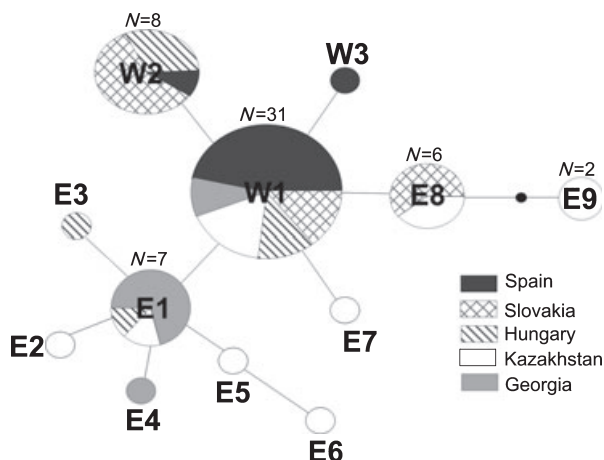 N=8
W2
W3
N=31
W1
N=6
E8
N=2
E9
E3
N=7
E1
E2
E4
E5
E6
E7
Spain
Slovakia
Hungary
Kazakhstan
Georgia